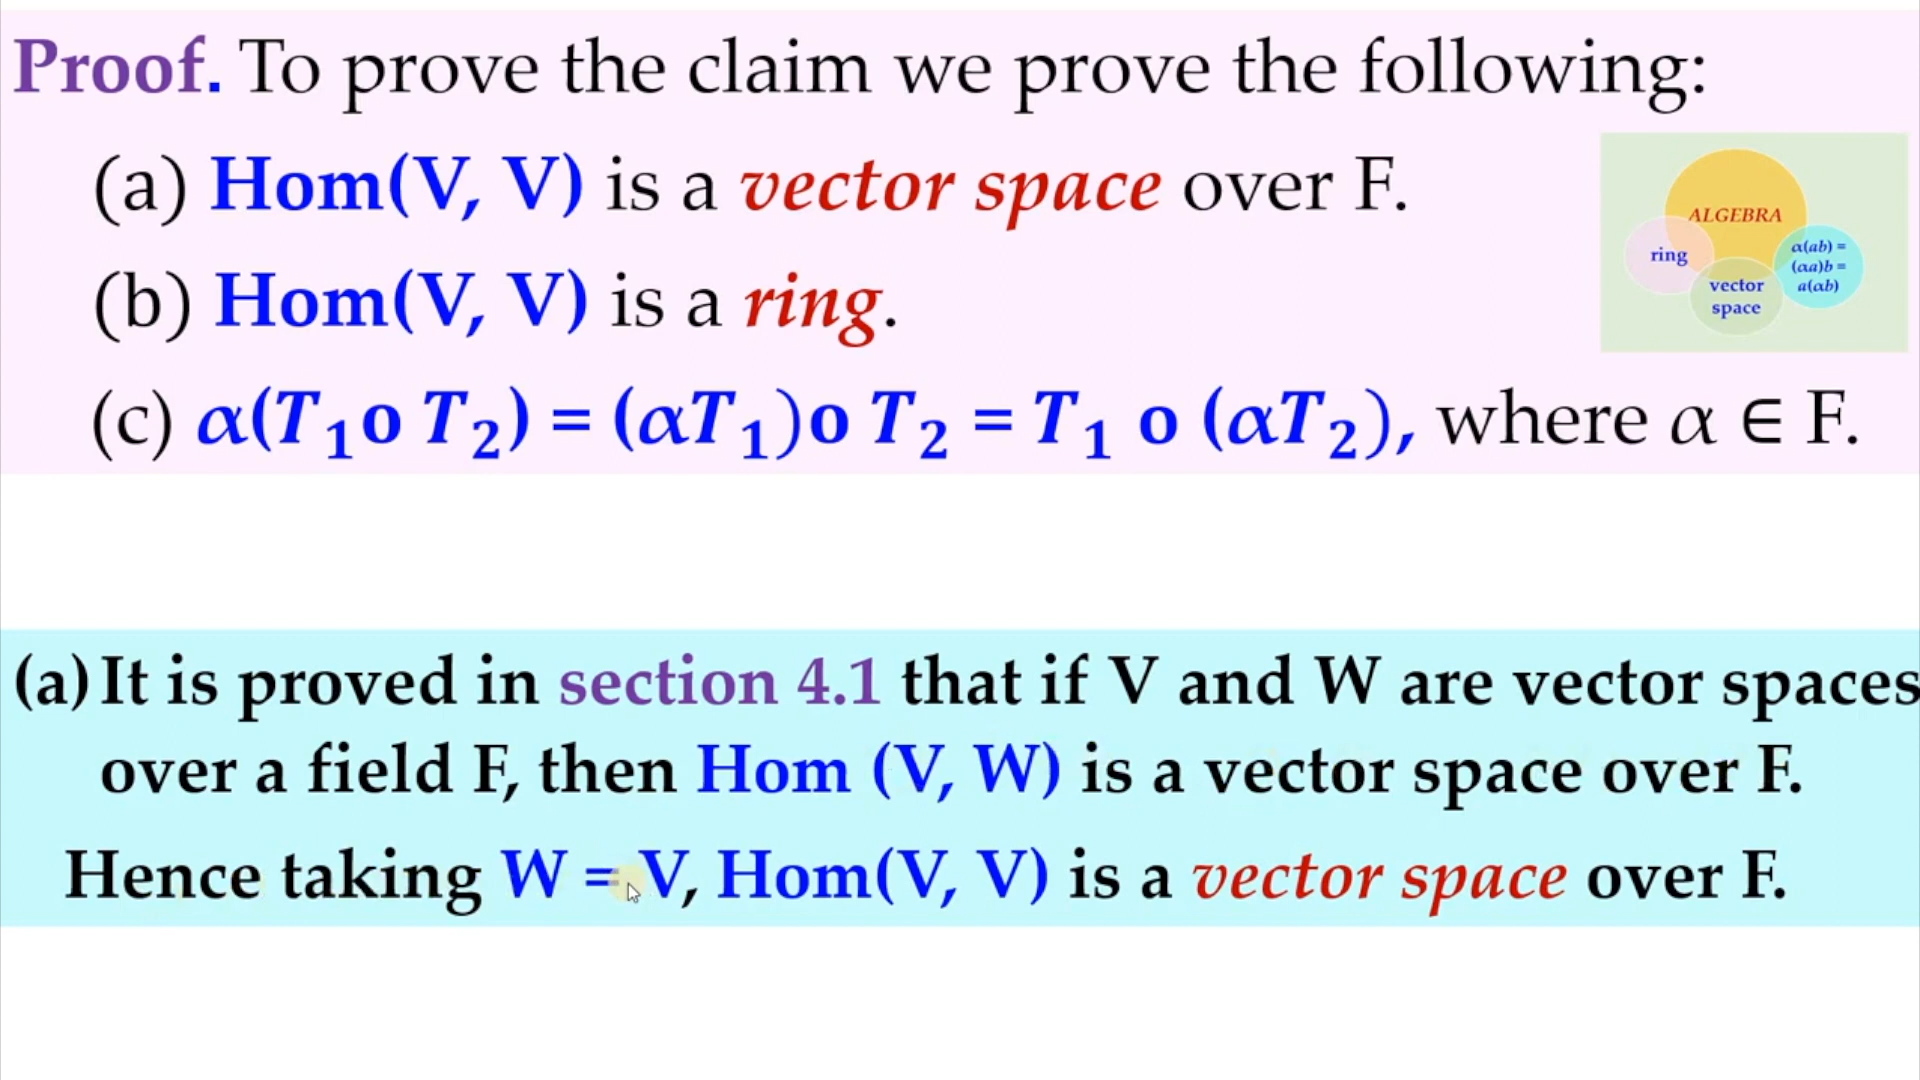 Proof. To prove the claim we prove the following:
(a) Hom(V, V) is a vector space over F.
(b) Hom(V, V) is a ring.
(c) α(T₁o T₂) = (αT₁)o T₂ = T₁ o (αT₂), where α ∈ F.
ALGEBRA
ring
vector
space
α(ab) =
(αa)b =
a(αb)
(a) It is proved in section 4.1 that if V and W are vector spaces
over a field F, then Hom (V, W) is a vector space over F.
Hence taking W = V, Hom(V, V) is a vector space over F.